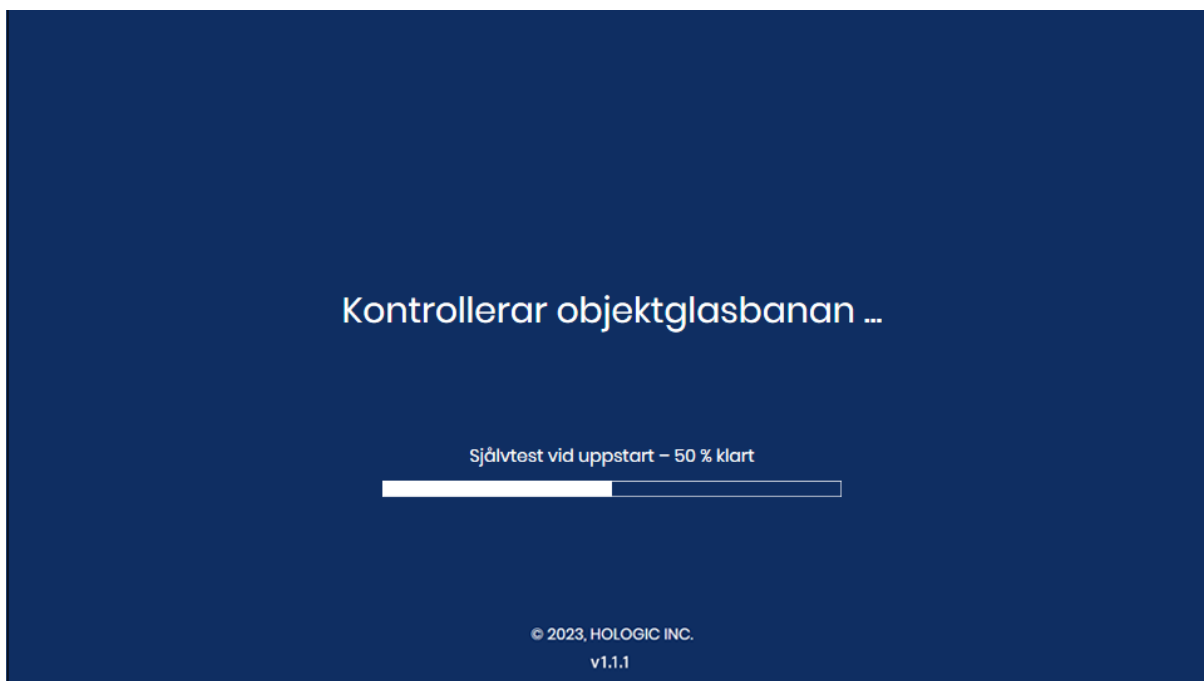 Kontrollerar objektglasbanan ...
Självtest vid uppstart – 50 % klart
© 2023, HOLOGIC INC.
v1.1.1